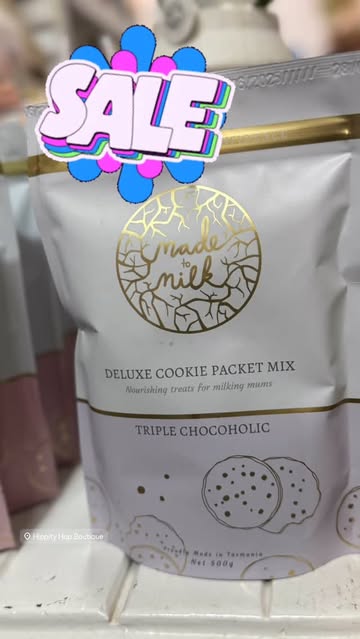 SALE
made
to
milk
DELUXE COOKIE PACKET MIX
Nourishing treats for milking mums
TRIPLE CHOCOHOLIC
Hippity Hop Boutique
Proudly Made in Tasmania
Net 500g